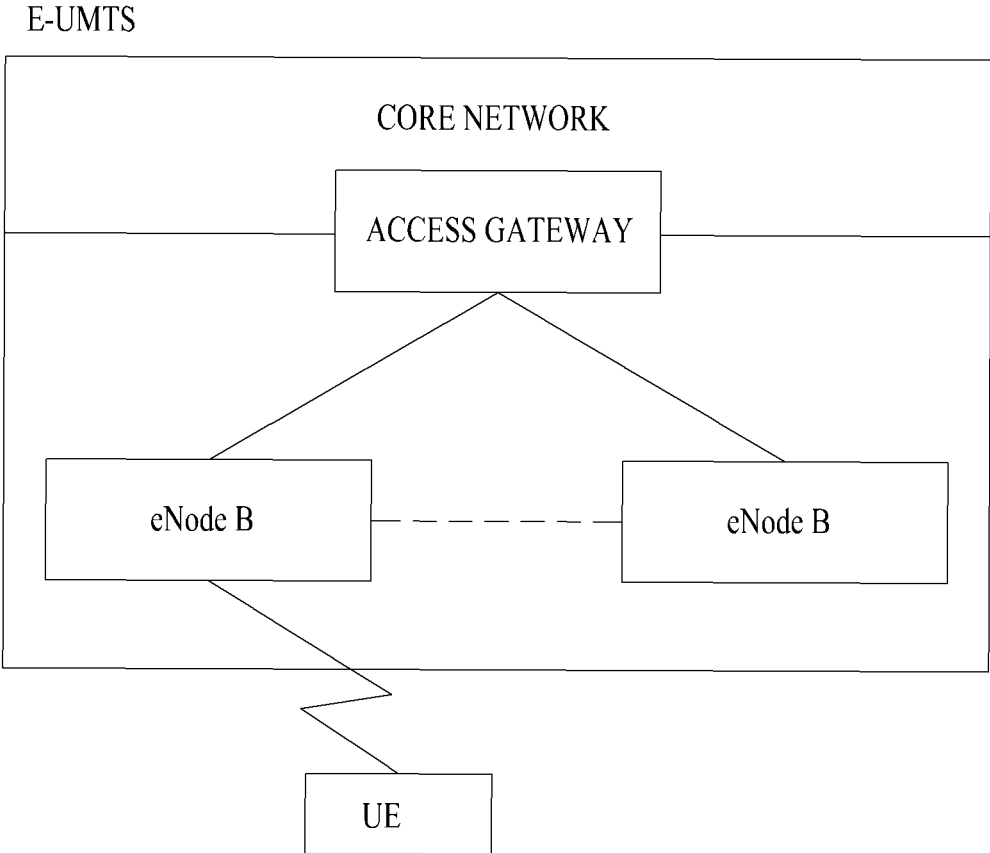 E-UMTS
CORE NETWORK
ACCESS GATEWAY
eNode B
eNode B
UE